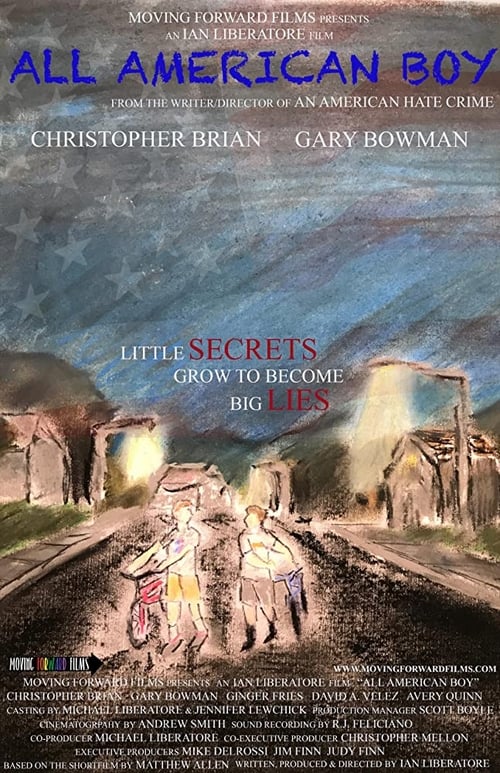 MOVING FORWARD FILMS PRESENTS
AN IAN LIBERATORE FILM
ALL AMERICAN BOY
FROM THE WRITER/DIRECTOR OF AN AMERICAN HATE CRIME
CHRISTOPHER BRIAN GARY BOWMAN
LITTLE SECRETS
GROW TO BECOME
BIG LIES
MOVING FORWARD FILMS
WWW.MOVINGFORWARDFILMS.COM
MOVING FORWARD FILMS PRESENTS AN IAN LIBERATORE FILM "ALL AMERICAN BOY"
CHRISTOPHER BRIAN - GARY BOWMAN GINGER FRIES DAVID A. VELEZ AVERY QUINN
CASTING BY MICHAEL LIBERATORE & JENNIFER LEWCHICK PRODUCTION MANAGER SCOTT BOYLE
CINEMATOGRPAHY BY ANDREW SMITH SOUND RECORDING BY R.J. FELICIANO
CO-PRODUCER MICHAEL LIBERATORE CO-EXECUTIVE PRODUCER CHRISTOPHER MELLON
EXECUTIVE PRODUCERS MIKE DELROSSI JIM FINN JUDY FINN
BASED ON THE SHORTFILM BY MATTHEW ALLEN WRITTEN, PRODUCED & DIRECTED BY IAN LIBERATORE